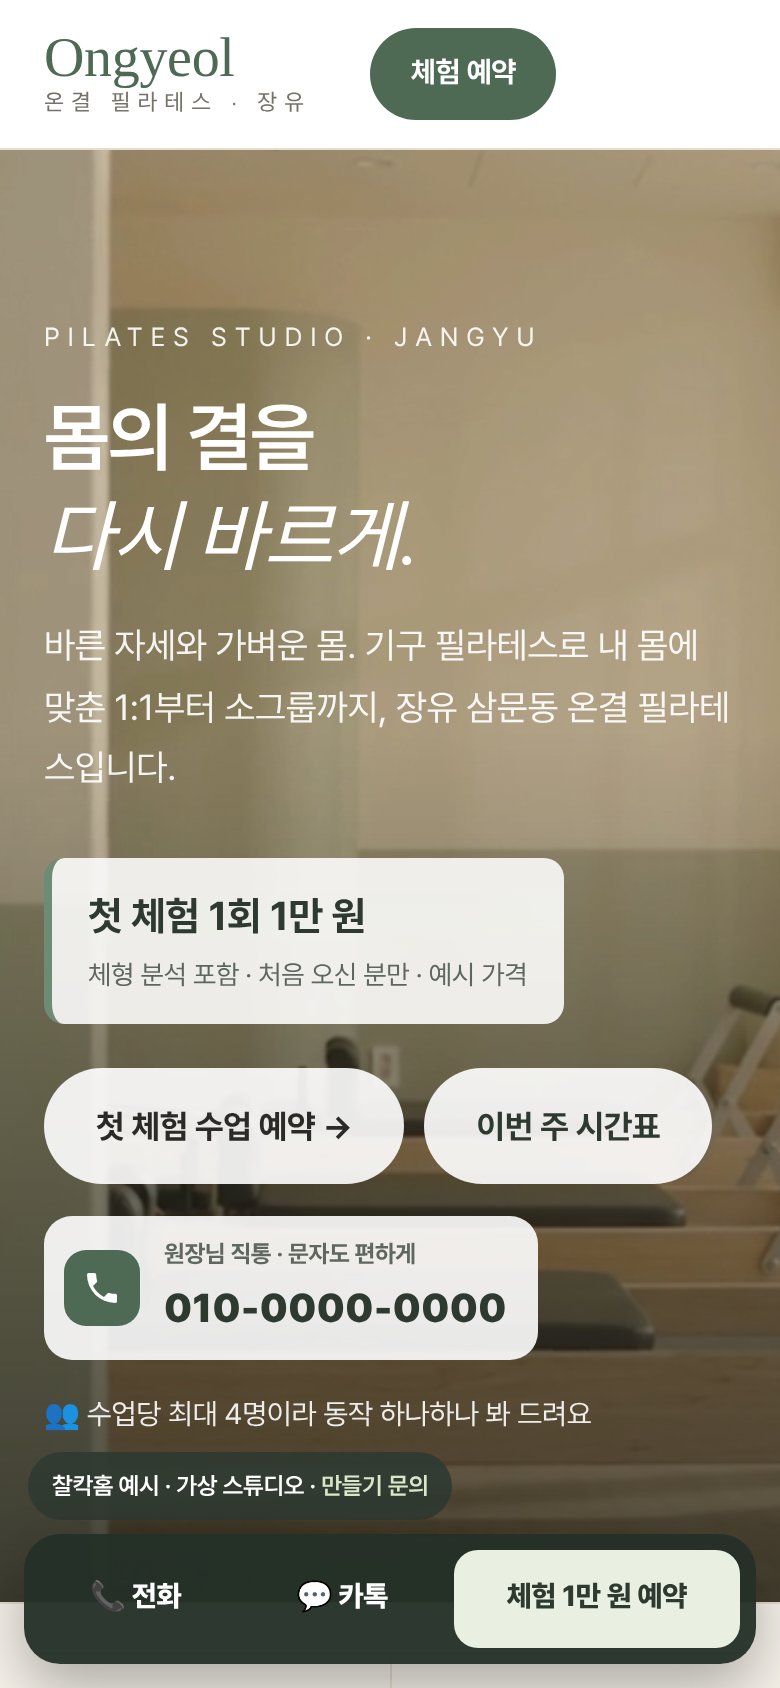 Ongyeol
온결 필라테스 · 장유
체험 예약
PILATES STUDIO · JANGYU
몸의 결을
다시 바르게.
바른 자세와 가벼운 몸. 기구 필라테스로 내 몸에
맞춘 1:1부터 소그룹까지, 장유 삼문동 온결 필라테
스입니다.
첫 체험 1회 1만 원
체형 분석 포함 · 처음 오신 분만 · 예시 가격
첫 체험 수업 예약 →
이번 주 시간표
원장님 직통 · 문자도 편하게
010-0000-0000
👥 수업당 최대 4명이라 동작 하나하나 봐 드려요
찰칵홈 예시 · 가상 스튜디오 · 만들기 문의
📞 전화
💬 카톡
체험 1만 원 예약